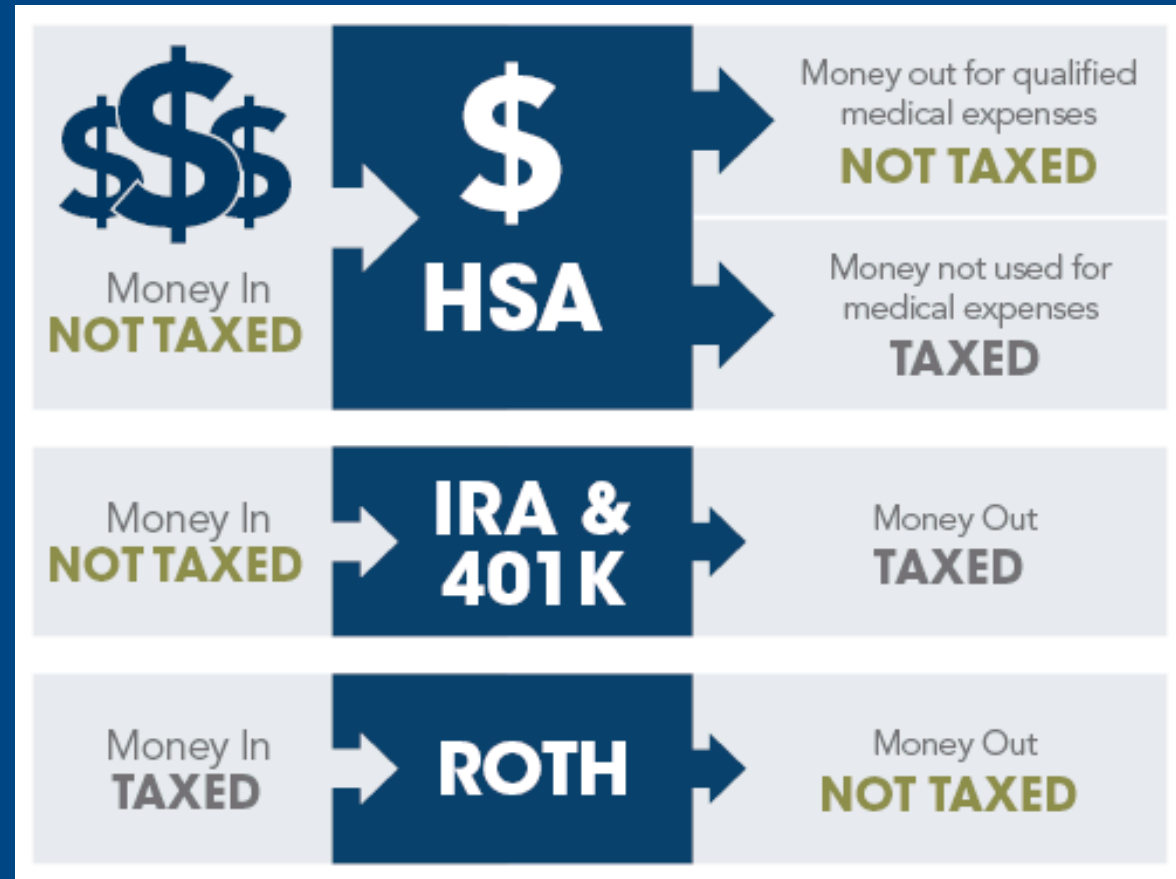 $$$
Money In
NOT TAXED
$
HSA
Money out for qualified
medical expenses
NOT TAXED
Money not used for
medical expenses
TAXED
Money In
NOT TAXED
IRA &
401K
Money Out
TAXED
Money In
TAXED
ROTH
Money Out
NOT TAXED